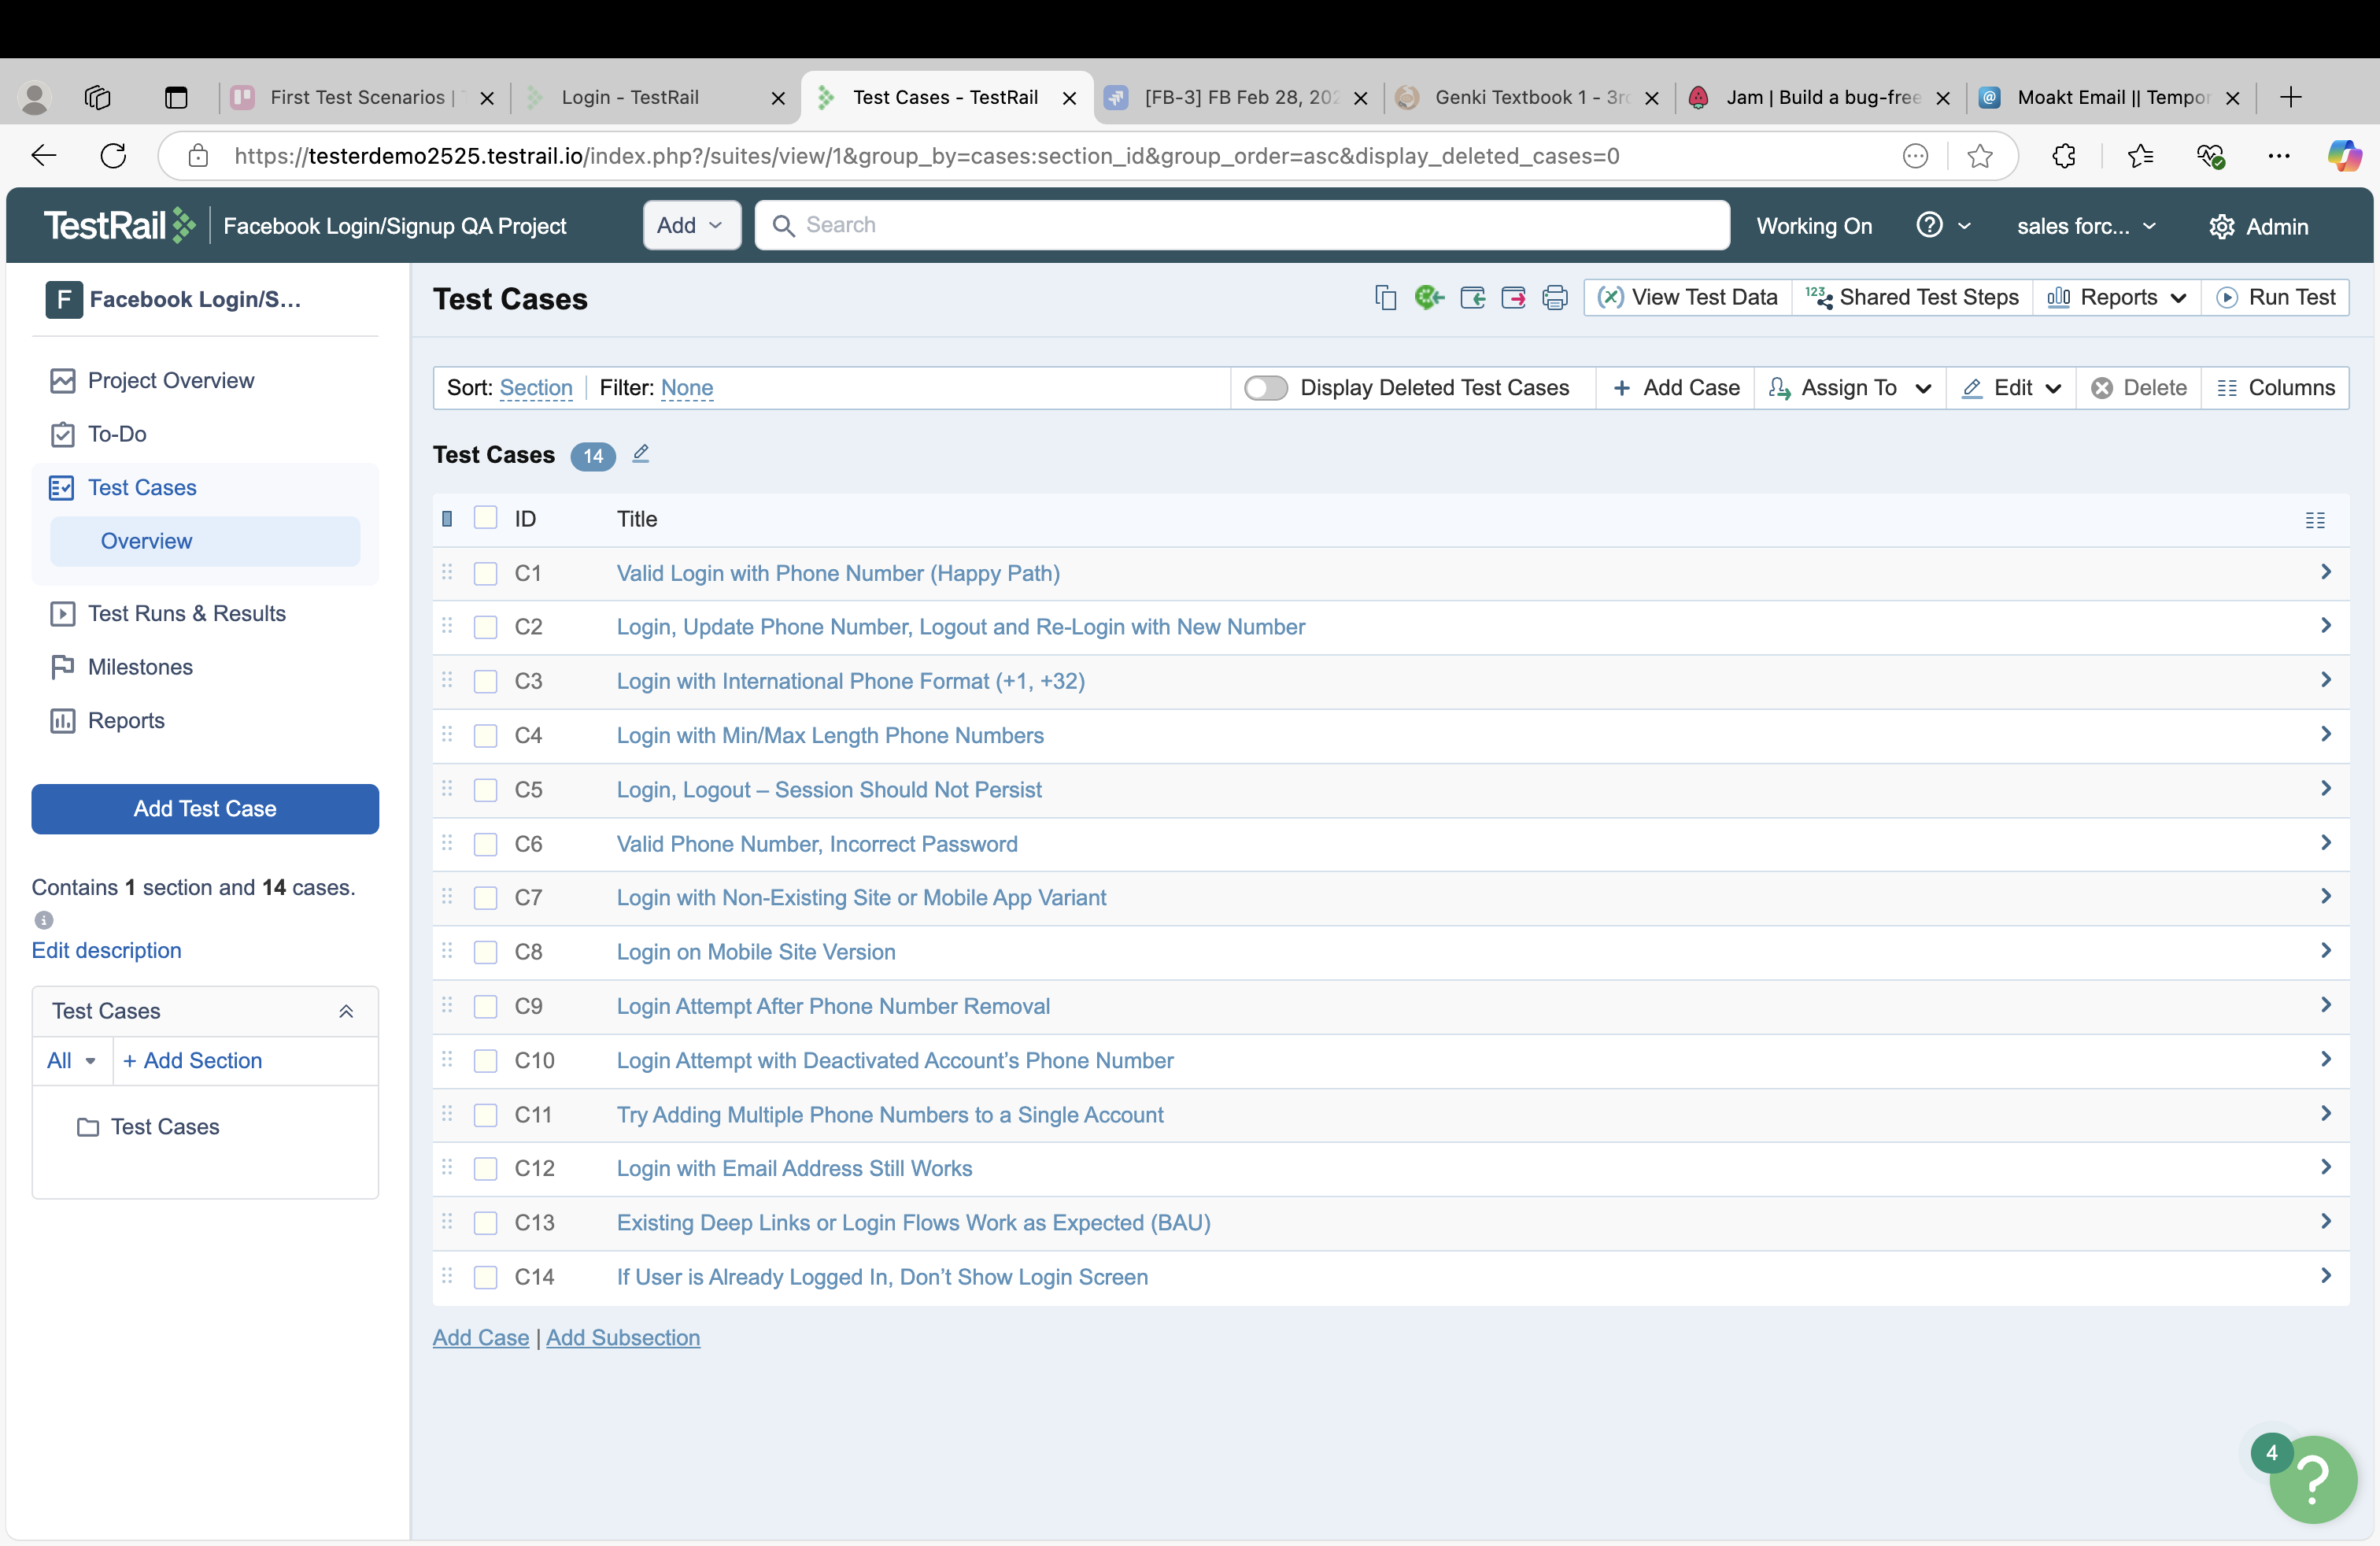 First Test Scenarios |
Login - TestRail
Test Cases - TestRail
[FB-3] FB Feb 28, 202
Genki Textbook 1 - 3r
Jam | Build a bug-free
Moakt Email || Tempor
https://testerdemo2525.testrail.io/index.php?/suites/view/1&group_by=cases:section_id&group_order=asc&display_deleted_cases=0
TestRail
Facebook Login/Signup QA Project
Add
Search
Working On
sales forc...
Admin
F Facebook Login/S...
Project Overview
To-Do
Test Cases
Overview
Test Runs & Results
Milestones
Reports
Add Test Case
Contains 1 section and 14 cases.
Edit description
Test Cases
All
+ Add Section
Test Cases
Test Cases
View Test Data
123 Shared Test Steps
Reports
Run Test
Sort: Section
Filter: None
Display Deleted Test Cases
+ Add Case
Assign To
Edit
Delete
Columns
Test Cases 14
ID Title
C1 Valid Login with Phone Number (Happy Path)
C2 Login, Update Phone Number, Logout and Re-Login with New Number
C3 Login with International Phone Format (+1, +32)
C4 Login with Min/Max Length Phone Numbers
C5 Login, Logout – Session Should Not Persist
C6 Valid Phone Number, Incorrect Password
C7 Login with Non-Existing Site or Mobile App Variant
C8 Login on Mobile Site Version
C9 Login Attempt After Phone Number Removal
C10 Login Attempt with Deactivated Account’s Phone Number
C11 Try Adding Multiple Phone Numbers to a Single Account
C12 Login with Email Address Still Works
C13 Existing Deep Links or Login Flows Work as Expected (BAU)
C14 If User is Already Logged In, Don’t Show Login Screen
Add Case | Add Subsection
4
?